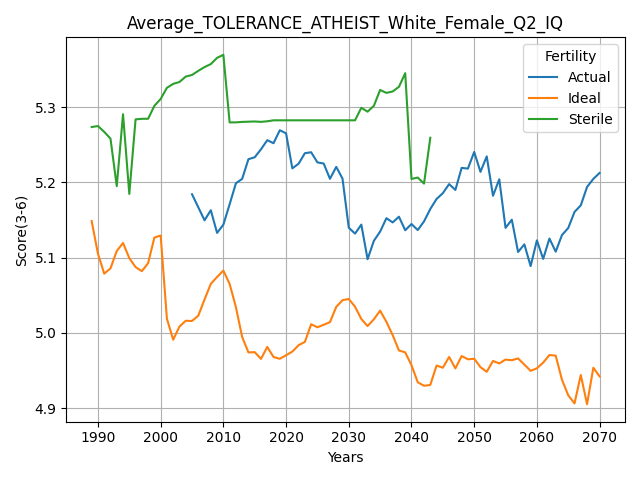 Average_TOLERANCE_ATHEIST_White_Female_Q2_IQ
Fertility
Actual
Ideal
Sterile
Score(3-6)
5.3
5.2
5.1
5.0
4.9
1990 2000 2010 2020 2030 2040 2050 2060 2070
Years